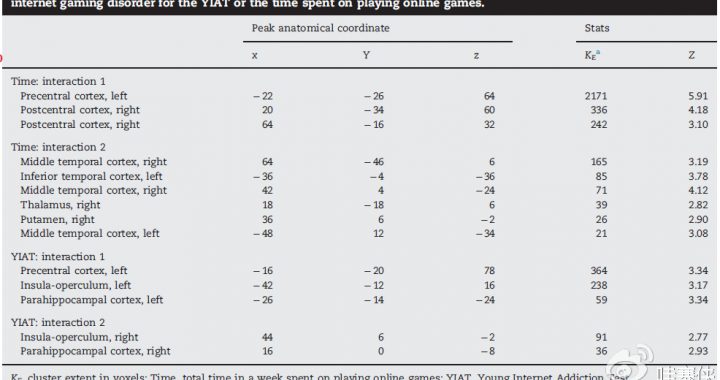 internet gaming disorder for the YIAT or the time spent on playing online games.
Peak anatomical coordinate Stats
x Y z KE a Z
Time: interaction 1
Precentral cortex, left −22 −26 64 2171 5.91
Postcentral cortex, right 20 −34 60 336 4.18
Postcentral cortex, right 64 −16 32 242 3.10
Time: interaction 2
Middle temporal cortex, right 64 −46 6 165 3.19
Inferior temporal cortex, left −36 −4 −36 85 3.78
Middle temporal cortex, right 42 4 −24 71 4.12
Thalamus, right 18 −18 6 39 2.82
Putamen, right 36 6 −2 26 2.90
Middle temporal cortex, left −48 12 −34 21 3.08
YIAT: interaction 1
Precentral cortex, left −16 −20 78 364 3.34
Insula-operculum, left −42 −12 16 238 3.17
Parahippocampal cortex, left −26 −14 −24 59 3.34
YIAT: interaction 2
Insula-operculum, right 44 6 −2 91 2.77
Parahippocampal cortex, right 16 0 −8 36 2.93
KE, cluster extent in voxels; Time, total time in a week spent on playing online games; YIAT, Young Internet Addiction